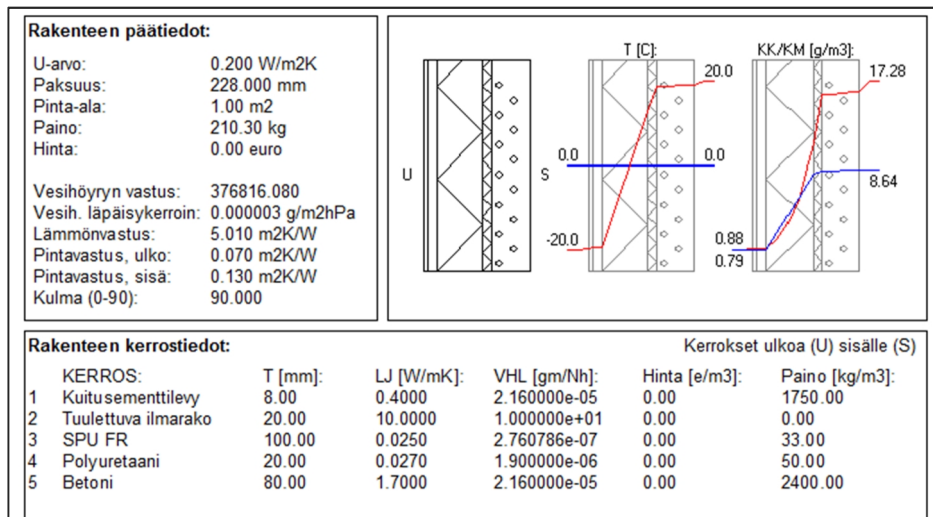 Rakenteen päätiedot:
U-arvo: 0.200 W/m2K
Paksuus: 228.000 mm
Pinta-ala: 1.00 m2
Paino: 210.30 kg
Hinta: 0.00 euro
Vesihöyryn vastus: 376816.080
Vesih. läpäisykerroin: 0.000003 g/m2hPa
Lämmönvastus: 5.010 m2K/W
Pintavastus, ulko: 0.070 m2K/W
Pintavastus, sisä: 0.130 m2K/W
Kulma (0-90): 90.000
U
S
T [C]:
20.0
0.0 0.0
-20.0
KK/KM [g/m3]:
17.28
8.64
0.88
0.79
Rakenteen kerrostiedot: Kerrokset ulkoa (U) sisälle (S)
KERROS: T [mm]: LJ [W/mK]: VHL [gm/Nh]: Hinta [e/m3]: Paino [kg/m3]:
1 Kuitusementtilevy 8.00 0.4000 2.160000e-05 0.00 1750.00
2 Tuulettuva ilmarako 20.00 10.0000 1.000000e+01 0.00 0.00
3 SPU FR 100.00 0.0250 2.760786e-07 0.00 33.00
4 Polyuretaani 20.00 0.0270 1.900000e-06 0.00 50.00
5 Betoni 80.00 1.7000 2.160000e-05 0.00 2400.00